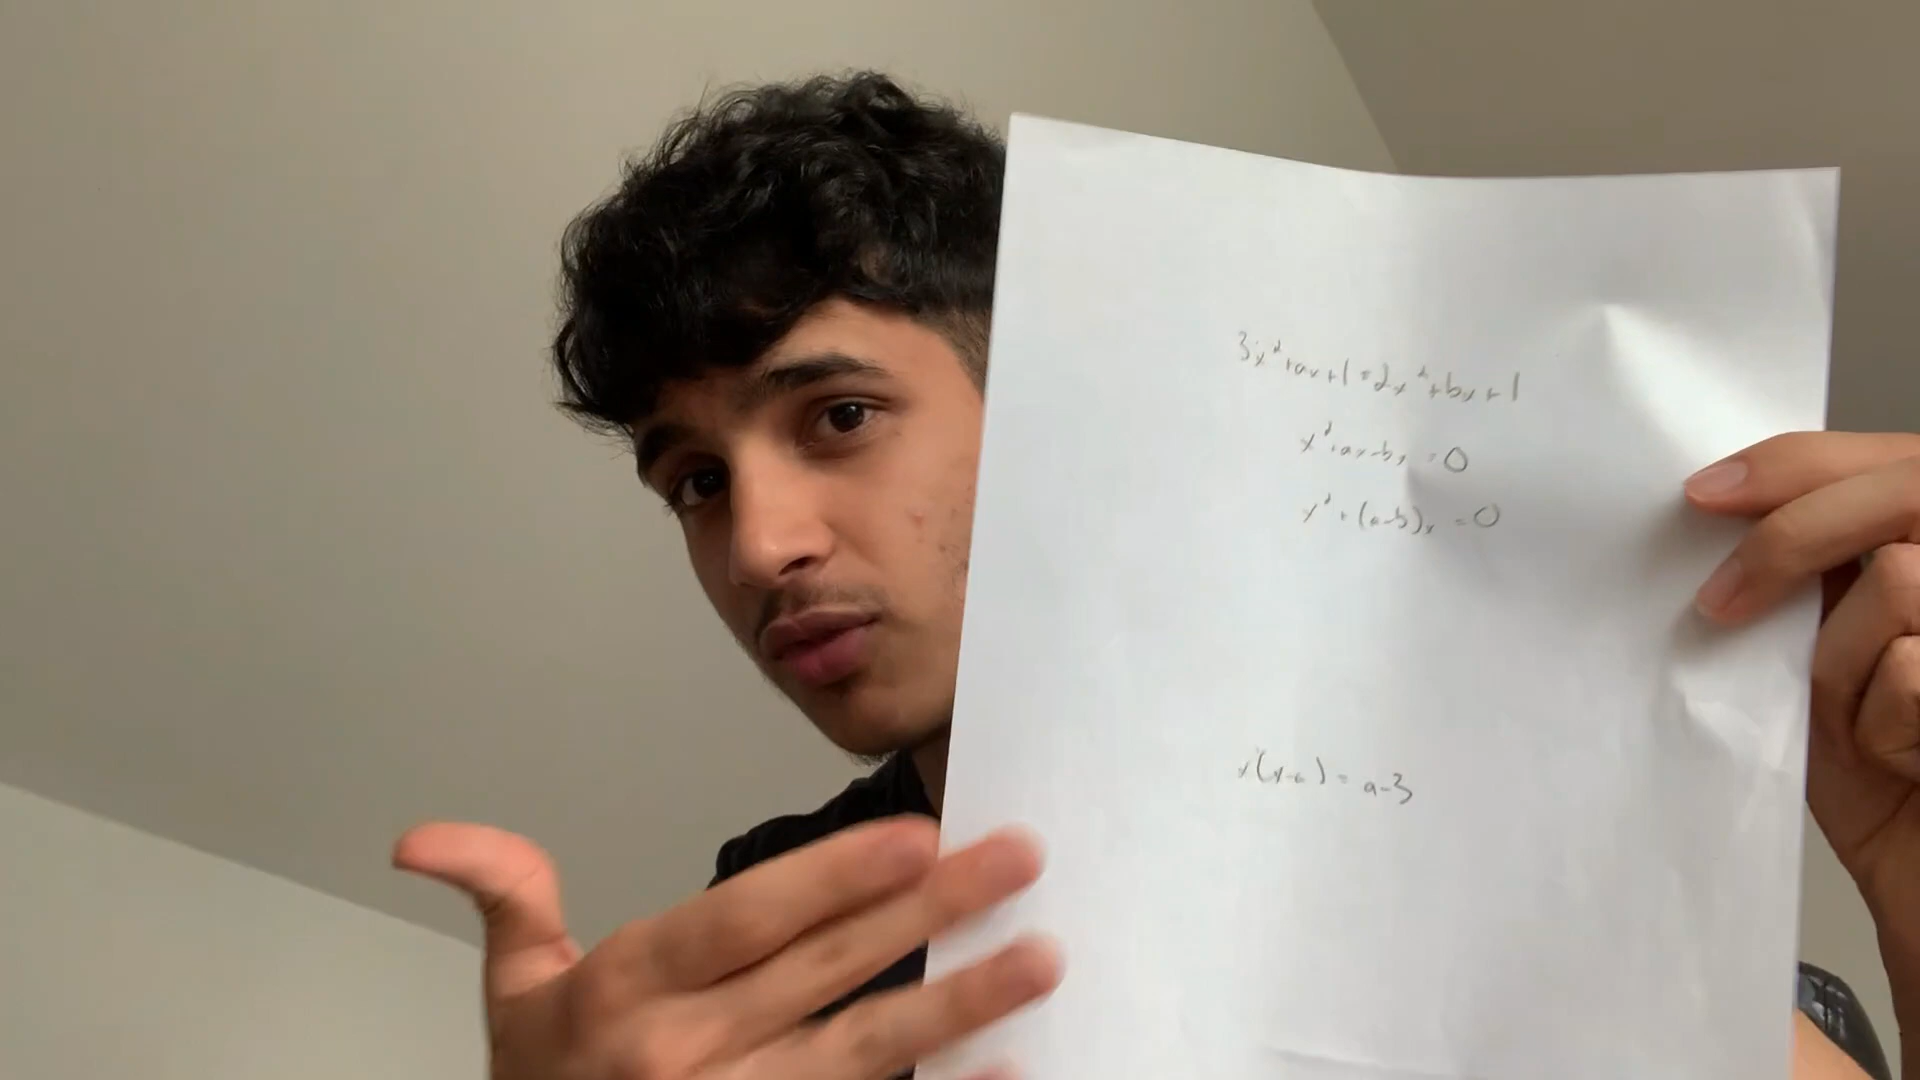 3x²+ax+1=2x²+bx+1
x²+ax-bx=0
x²+(a-b)x=0
x(x-a)=a-3